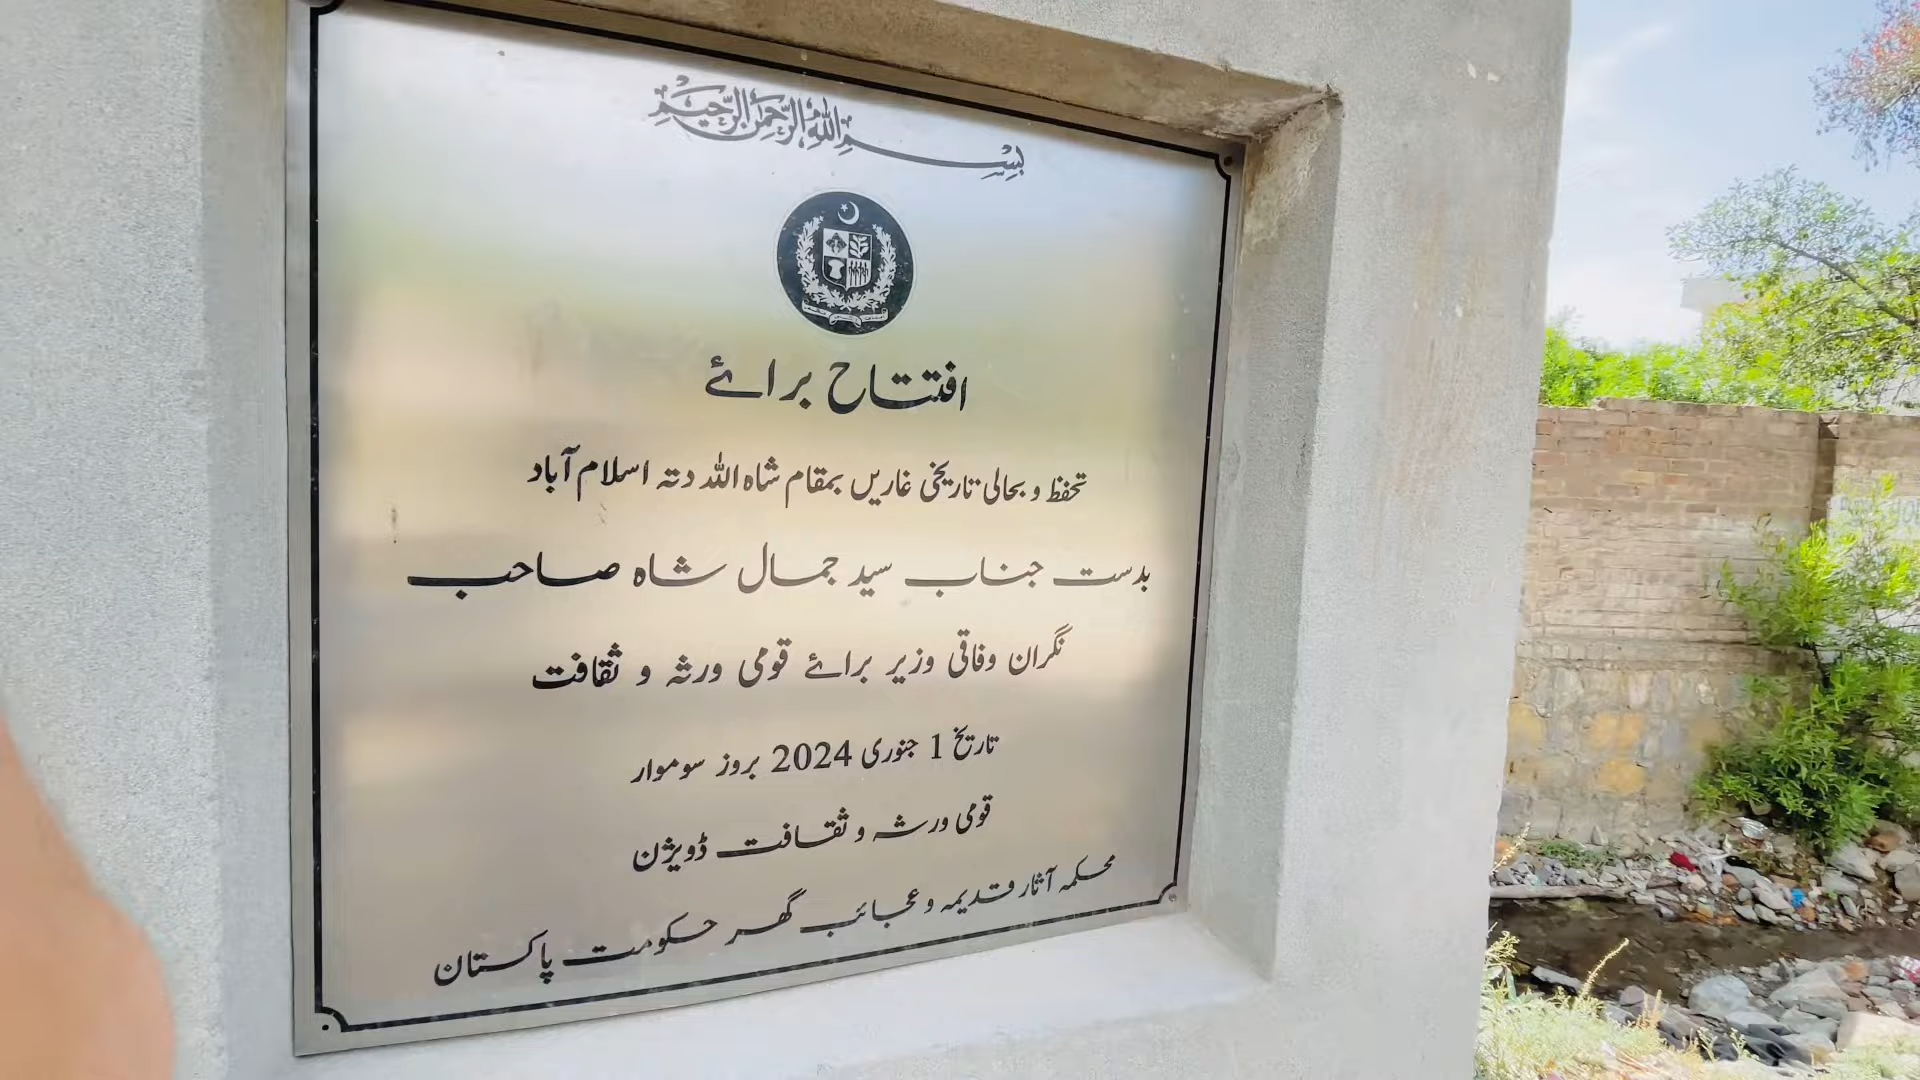 بسم اللہ الرحمٰن الرحیم
افتتاح برائے
تحفظ و بحالی تاریخی غاریں بمقام شاہ اللہ دتہ اسلام آباد
بدست جناب سید جمال شاہ صاحب
نگران وفاقی وزیر برائے قومی ورثہ و ثقافت
تاریخ 1 جنوری 2024 بروز سوموار
قومی ورثہ و ثقافت ڈویژن
محکمہ آثار قدیمہ و عجائب گھر حکومت پاکستان